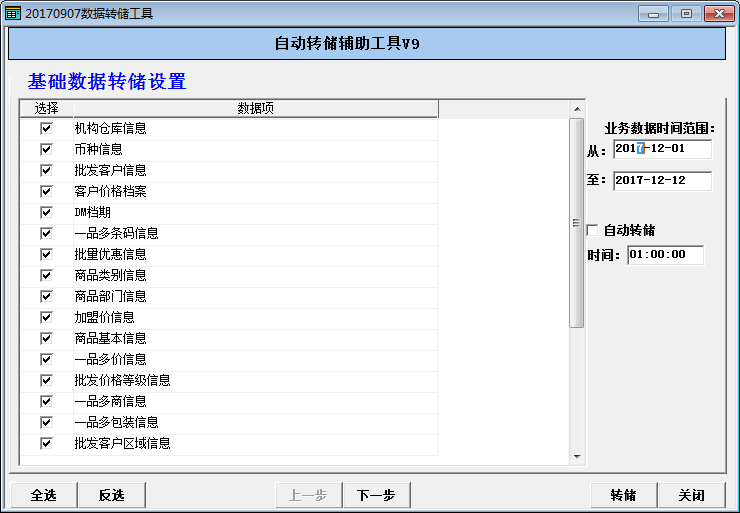 20170907数据转储工具
自动转储辅助工具V9
基础数据转储设置
选择 数据项
机构仓库信息
币种信息
批发客户信息
客户价格档案
DM档期
一品多条码信息
批量优惠信息
商品类别信息
商品部门信息
加盟价信息
商品基本信息
一品多价信息
批发价格等级信息
一品多商信息
一品多包装信息
批发客户区域信息
业务数据时间范围:
从: 2017-12-01
至: 2017-12-12
自动转储
时间: 01:00:00
全选 反选 上一步 下一步 转储 关闭